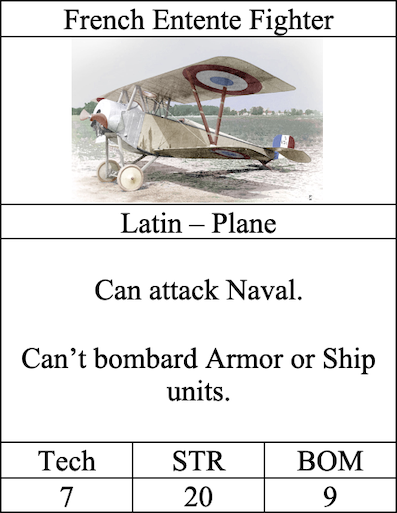 French Entente Fighter
Latin – Plane
Can attack Naval.
Can’t bombard Armor or Ship
units.
Tech STR BOM
7 20 9